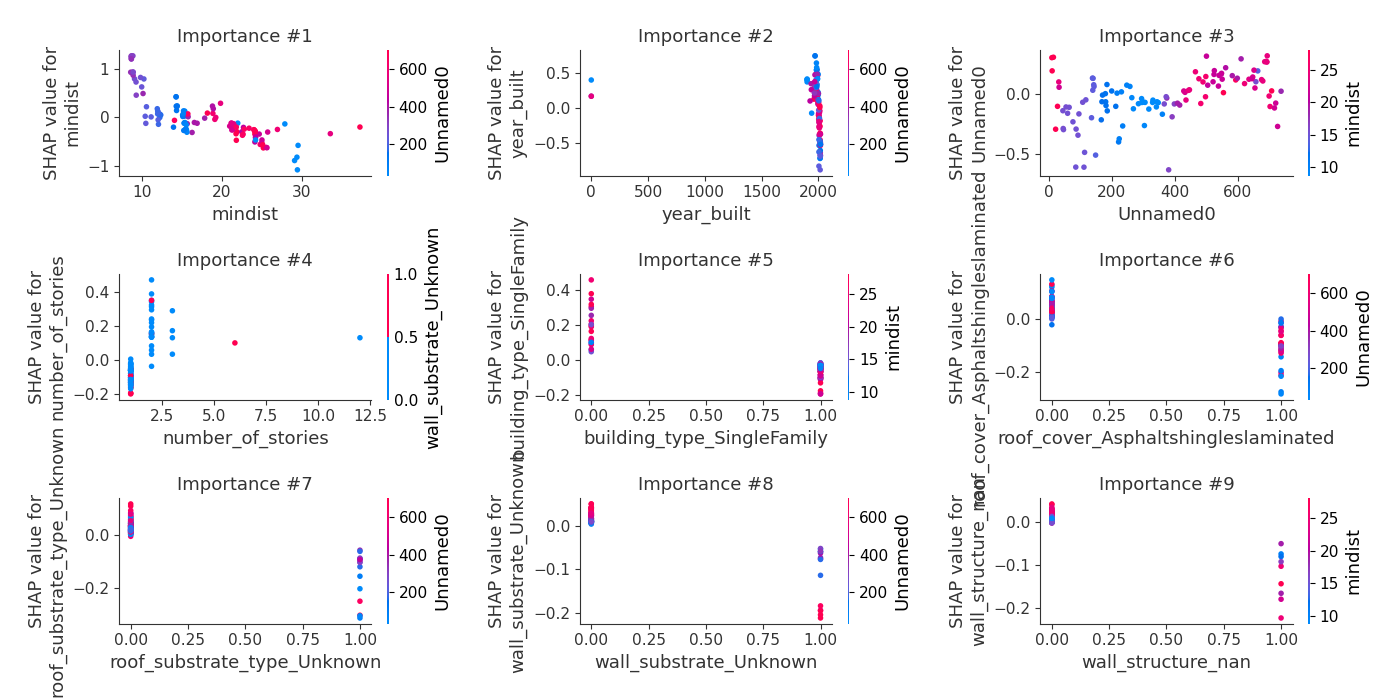 Importance #1
SHAP value for
mindist
1
0
−1
10
20
30
mindist
600
400
200
Unnamed0
Importance #2
SHAP value for
year_built
0.5
0.0
−0.5
0
500
1000
1500
2000
year_built
600
400
200
Unnamed0
Importance #3
SHAP value for
Unnamed0
0.0
−0.5
0
200
400
600
Unnamed0
25
20
15
10
mindist
Importance #4
SHAP value for
number_of_stories
0.4
0.2
0.0
−0.2
2.5
5.0
7.5
10.0
12.5
number_of_stories
1.0
0.5
0.0
wall_substrate_Unknown
Importance #5
SHAP value for
building_type_SingleFamily
0.4
0.2
0.0
−0.2
0.00
0.25
0.50
0.75
1.00
building_type_SingleFamily
25
20
15
10
mindist
Importance #6
SHAP value for
roof_cover_Asphaltshingleslaminated
0.0
−0.2
0.00
0.25
0.50
0.75
1.00
roof_cover_Asphaltshingleslaminated
600
400
200
Unnamed0
Importance #7
SHAP value for
roof_substrate_type_Unknown
0.0
−0.2
0.00
0.25
0.50
0.75
1.00
roof_substrate_type_Unknown
600
400
200
Unnamed0
Importance #8
SHAP value for
wall_substrate_Unknown
0.0
−0.1
−0.2
0.00
0.25
0.50
0.75
1.00
wall_substrate_Unknown
600
400
200
Unnamed0
Importance #9
SHAP value for
wall_structure_nan
0.0
−0.1
−0.2
0.00
0.25
0.50
0.75
1.00
wall_structure_nan
25
20
15
10
mindist